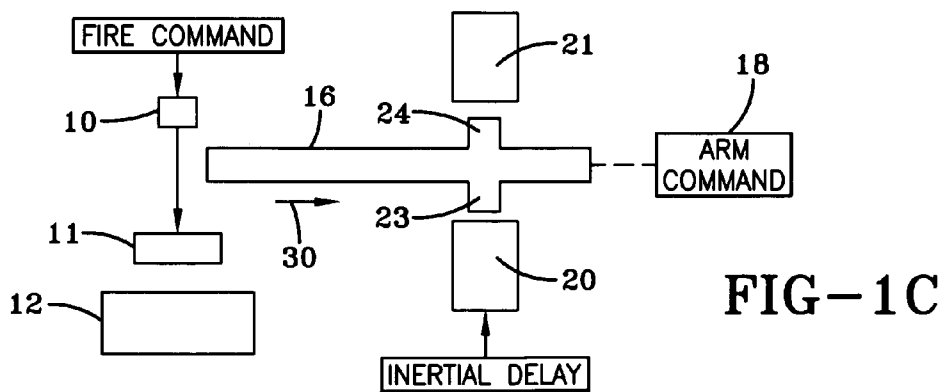 FIRE COMMAND
10
16
24
21
18
ARM
COMMAND
11
30
23
20
12
FIG-1C
INERTIAL DELAY